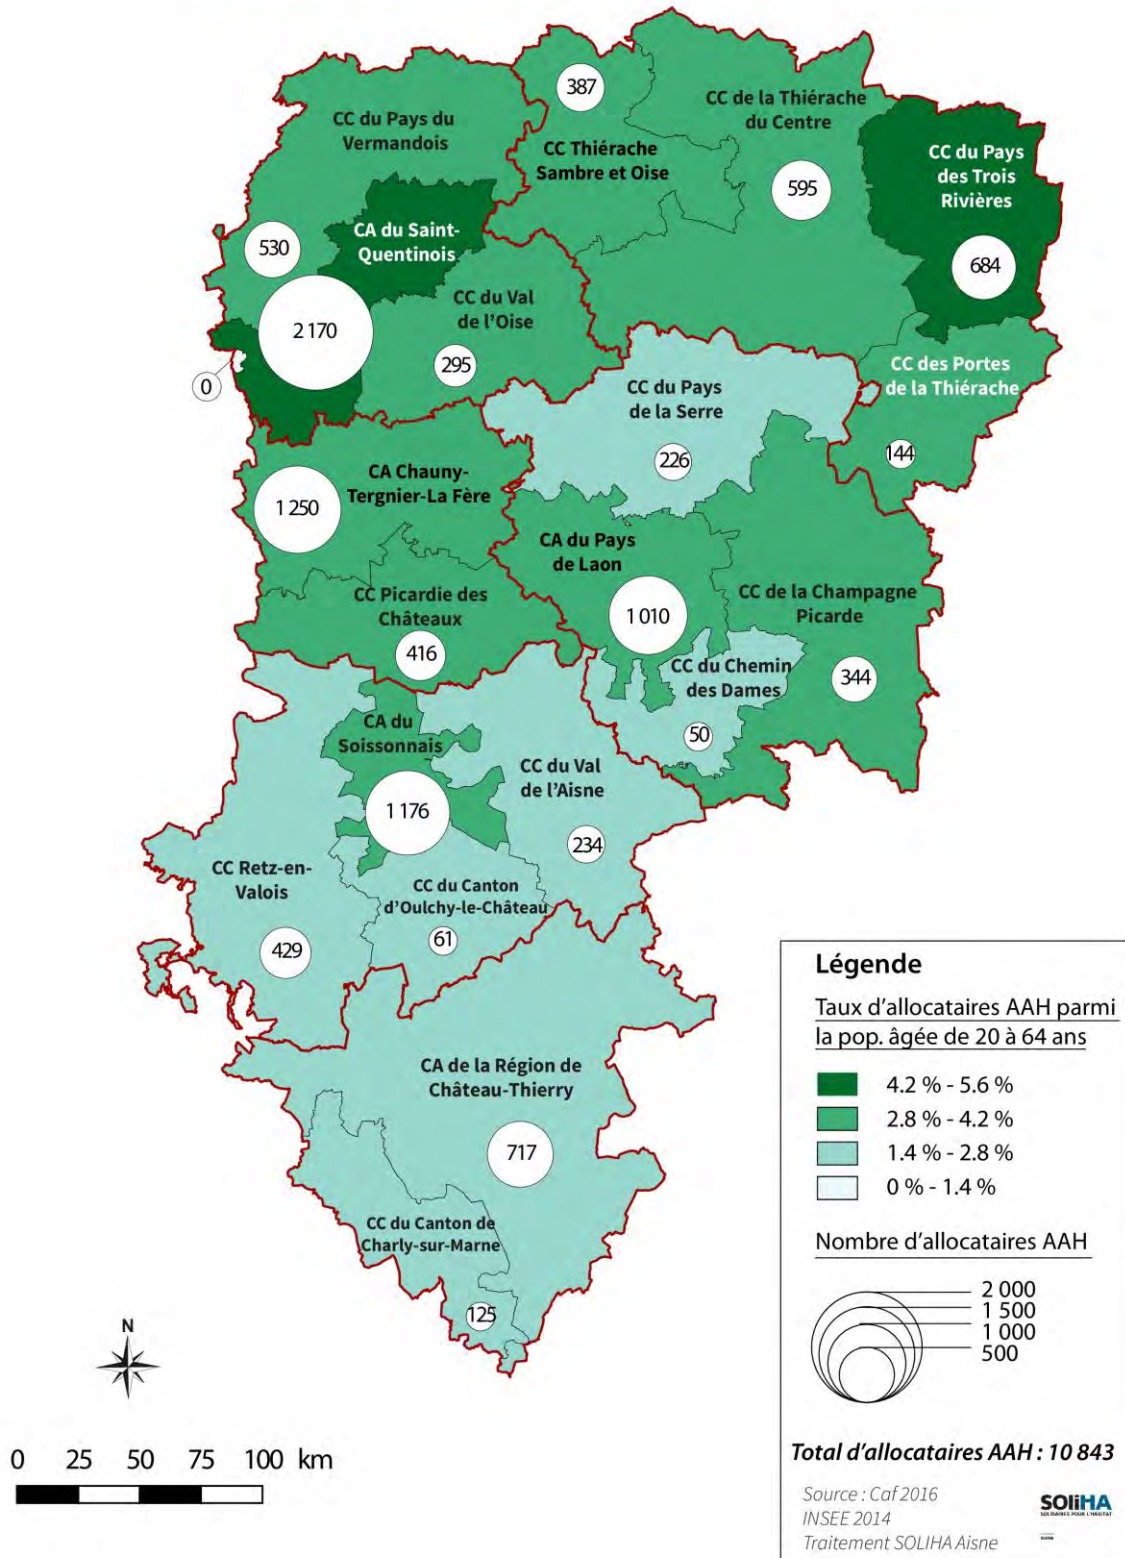 387
CC du Pays du
Vermandois
CC Thiérache
Sambre et Oise
CC de la Thiérache
du Centre
595
CC du Pays
des Trois
Rivières
684
530
CA du Saint-
Quentinois
2 170
0
CC du Val
de l'Oise
295
CC du Pays
de la Serre
226
CC des Portes
de la Thiérache
144
CA Chauny-
Tergnier-La Fère
1 250
CA du Pays
de Laon
1 010
CC Picardie des
Châteaux
416
CC de la Champagne
Picarde
344
CC du Chemin
des Dames
50
CA du
Soissonnais
1 176
CC du Val
de l'Aisne
234
CC Retz-en-
Valois
429
CC du Canton
d'Oulchy-le-Château
61
CA de la Région de
Château-Thierry
717
CC du Canton de
Charly-sur-Marne
125
N
0 25 50 75 100 km
Légende
Taux d'allocataires AAH parmi
la pop. âgée de 20 à 64 ans
4.2 % - 5.6 %
2.8 % - 4.2 %
1.4 % - 2.8 %
0 % - 1.4 %
Nombre d'allocataires AAH
2 000
1 500
1 000
500
Total d'allocataires AAH : 10 843
Source : Caf 2016
INSEE 2014
Traitement SOLIHA Aisne
SOLIHA
SOLIDAIRES POUR L'HABITAT